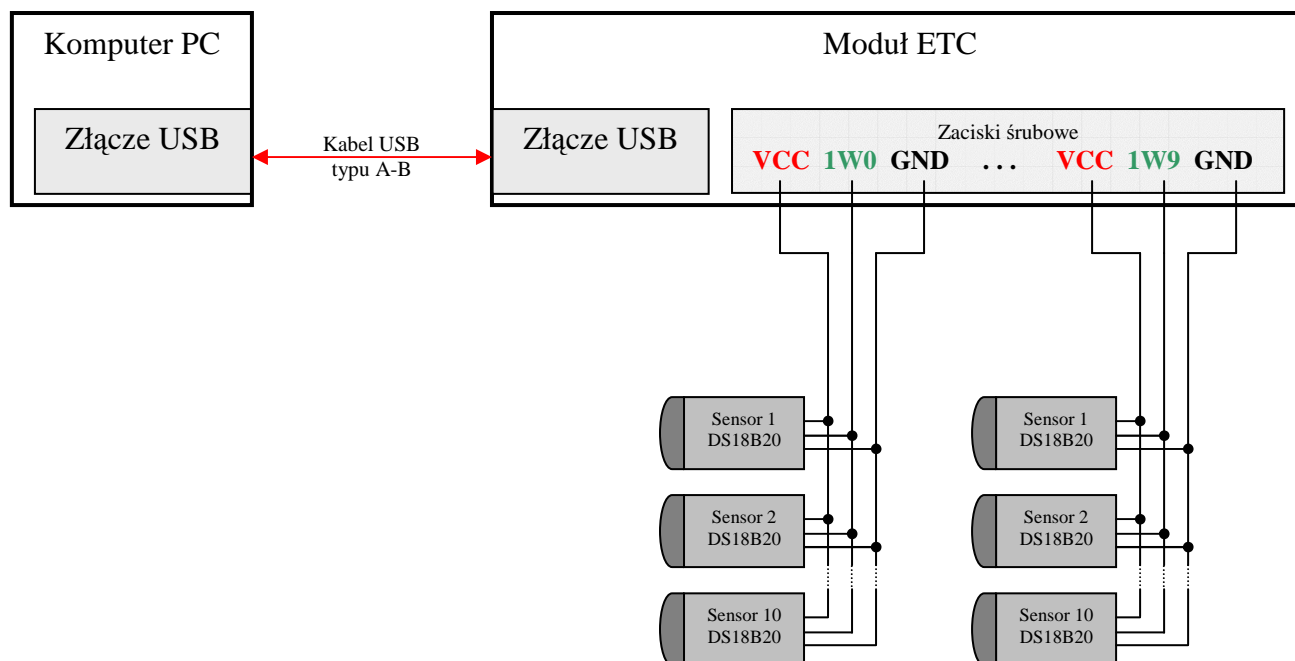 Komputer PC
Złącze USB
Kabel USB
typu A-B
Moduł ETC
Złącze USB
Zaciski śrubowe
VCC 1W0 GND ... VCC 1W9 GND
Sensor 1
DS18B20
Sensor 2
DS18B20
Sensor 10
DS18B20
Sensor 1
DS18B20
Sensor 2
DS18B20
Sensor 10
DS18B20